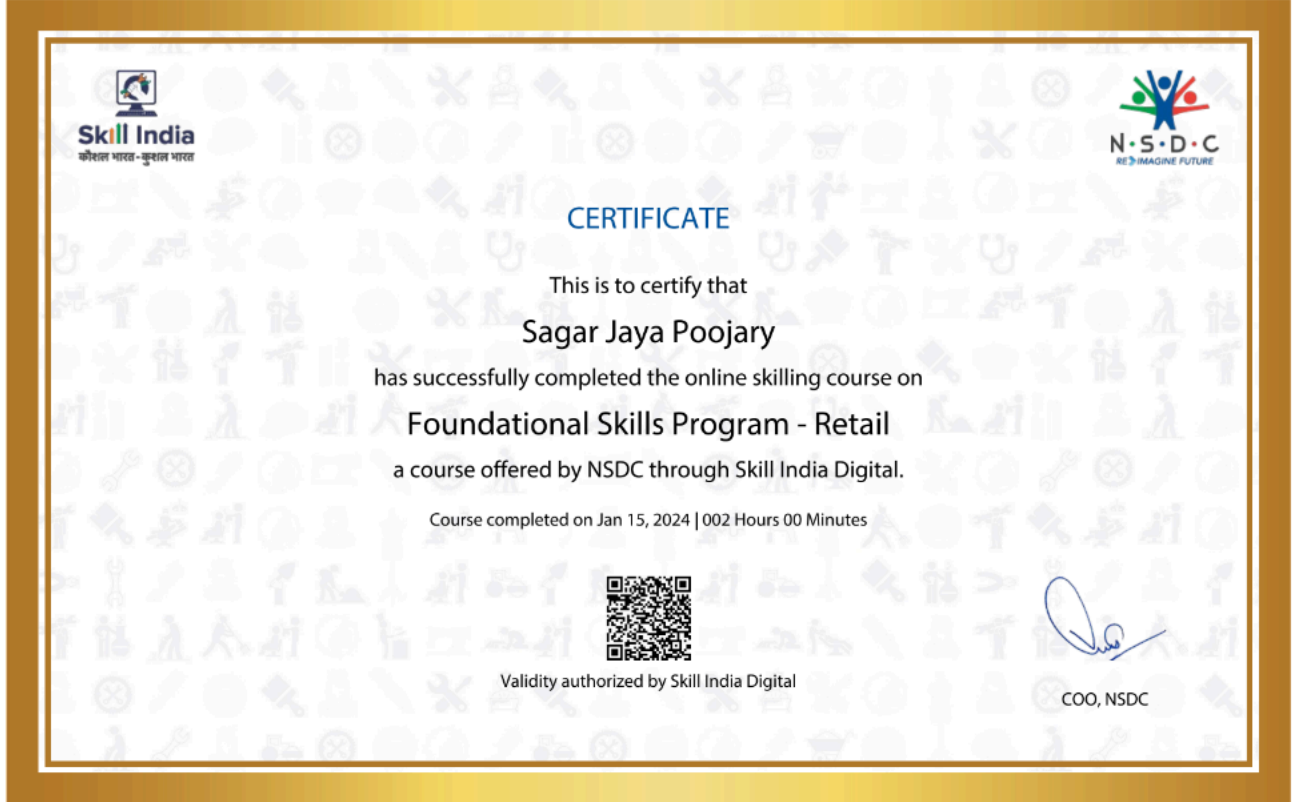 Skill India
कौशल भारत-कुशल भारत
N·S·D·C
RE IMAGINE FUTURE
CERTIFICATE
This is to certify that
Sagar Jaya Poojary
has successfully completed the online skilling course on
Foundational Skills Program - Retail
a course offered by NSDC through Skill India Digital.
Course completed on Jan 15, 2024 | 002 Hours 00 Minutes
Validity authorized by Skill India Digital
COO, NSDC